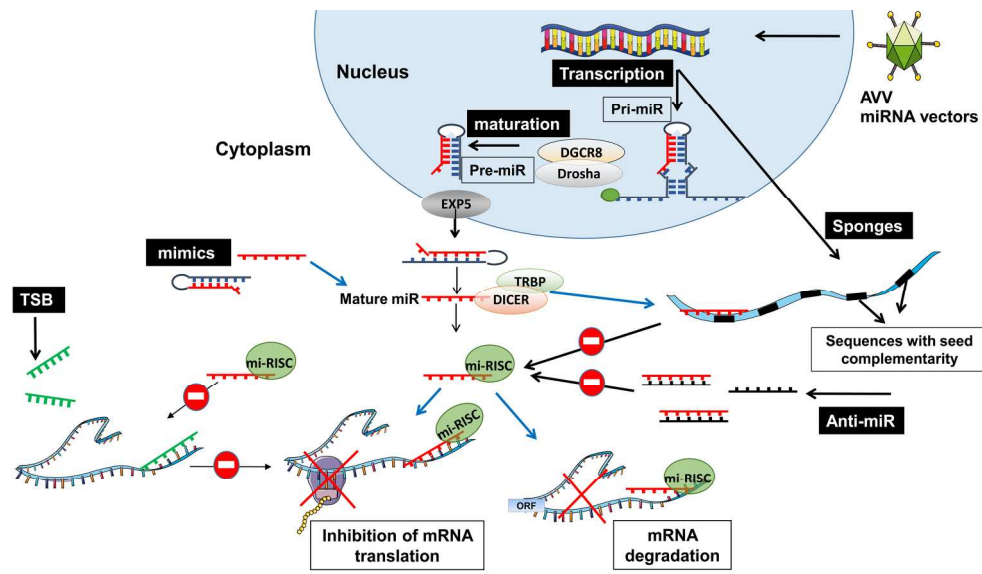 Nucleus
Transcription
AVV
miRNA vectors
Pri-miR
maturation
Cytoplasm
DGCR8
Pre-miR
Drosha
EXP5
Sponges
mimics
TRBP
Mature miR
DICER
TSB
Sequences with seed
complementarity
mi-RISC
mi-RISC
Anti-miR
mi-RISC
mi-RISC
ORF
Inhibition of mRNA
translation
mRNA
degradation